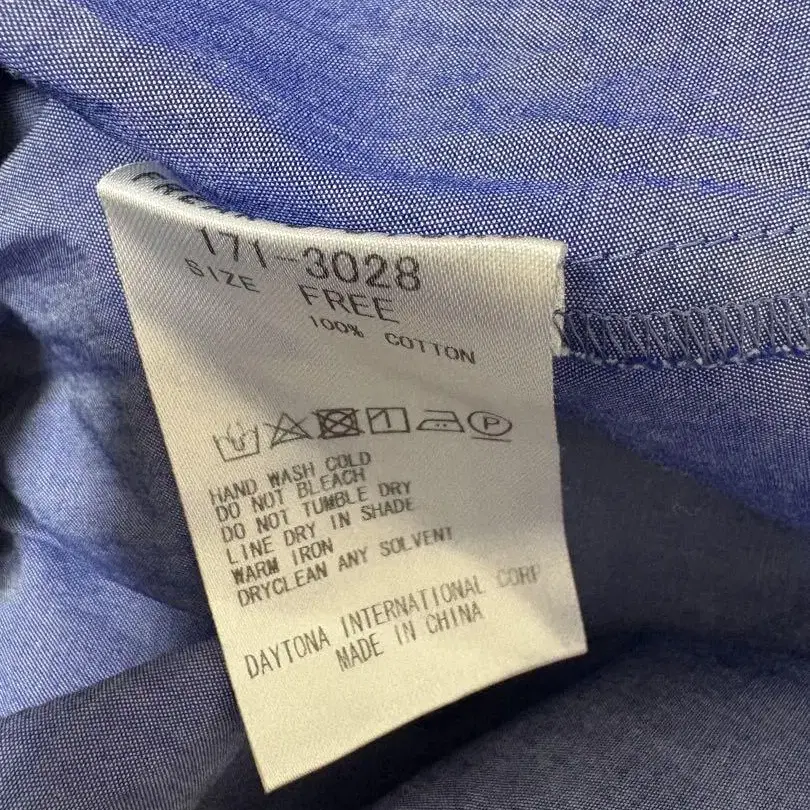 171-3028
SIZE FREE
100% COTTON
P
HAND WASH COLD
DO NOT BLEACH
DO NOT TUMBLE DRY
LINE DRY IN SHADE
WARM IRON
DRYCLEAN ANY SOLVENT
DAYTONA INTERNATIONAL CORP
MADE IN CHINA